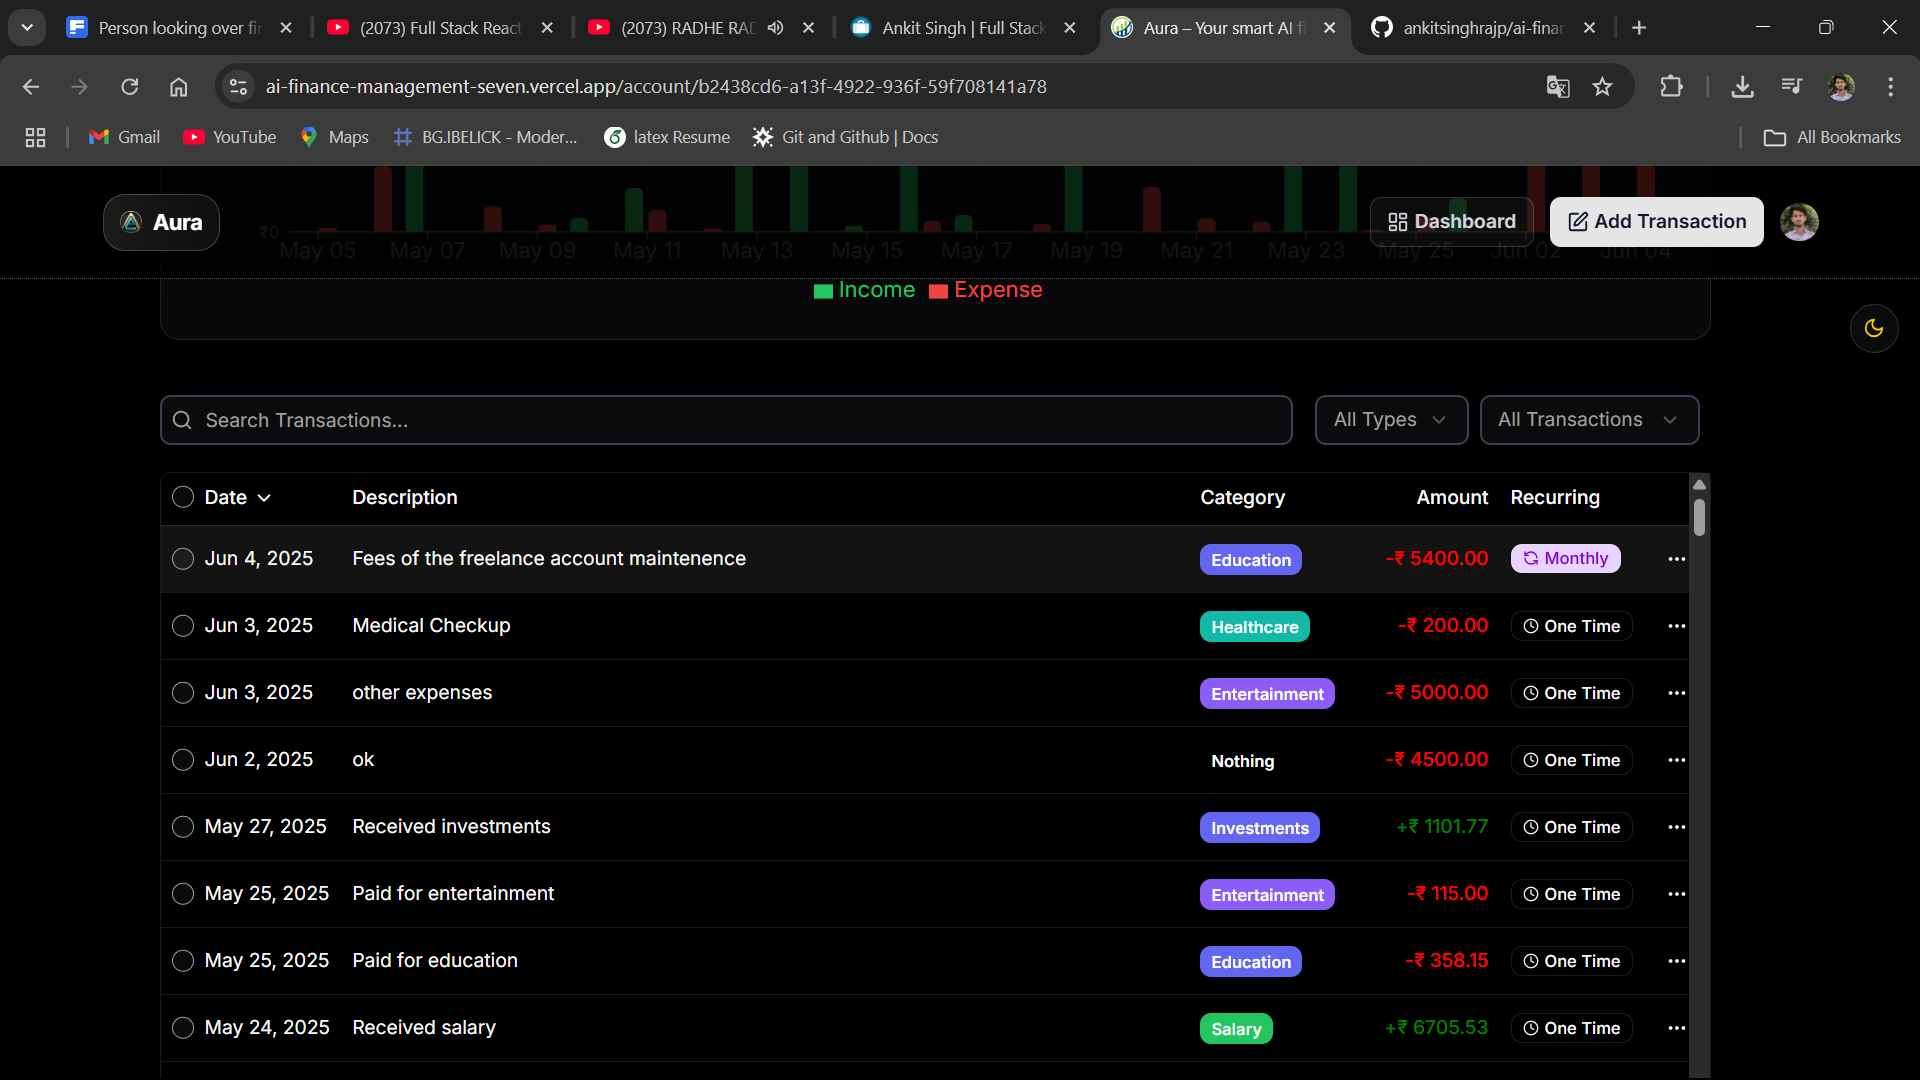 Person looking over fi
(2073) Full Stack React
(2073) RADHE RAD
Ankit Singh | Full Stack
Aura – Your smart AI fi
ankitsinghrajp/ai-finan
ai-finance-management-seven.vercel.app/account/b2438cd6-a13f-4922-936f-59f708141a78
Gmail
YouTube
Maps
BG.IBELICK - Moder...
latex Resume
Git and Github | Docs
All Bookmarks
Aura
Dashboard
Add Transaction
₹0
May 05 May 07 May 09 May 11 May 13 May 15 May 17 May 19 May 21 May 23 May 25 Jun 02 Jun 04
Income Expense
Search Transactions...
All Types
All Transactions
Date Description Category Amount Recurring
Jun 4, 2025 Fees of the freelance account maintenence Education -₹ 5400.00 Monthly
Jun 3, 2025 Medical Checkup Healthcare -₹ 200.00 One Time
Jun 3, 2025 other expenses Entertainment -₹ 5000.00 One Time
Jun 2, 2025 ok Nothing -₹ 4500.00 One Time
May 27, 2025 Received investments Investments +₹ 1101.77 One Time
May 25, 2025 Paid for entertainment Entertainment -₹ 115.00 One Time
May 25, 2025 Paid for education Education -₹ 358.15 One Time
May 24, 2025 Received salary Salary +₹ 6705.53 One Time